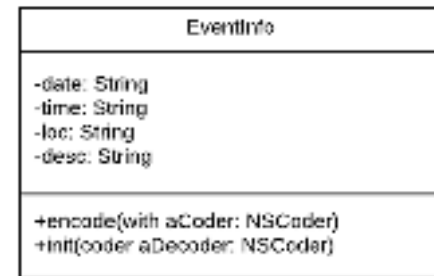 EventInfo
-date: String
-time: String
-loc: String
-desc: String
+encode(with aCoder: NSCoder)
+init(coder aDecoder: NSCoder)